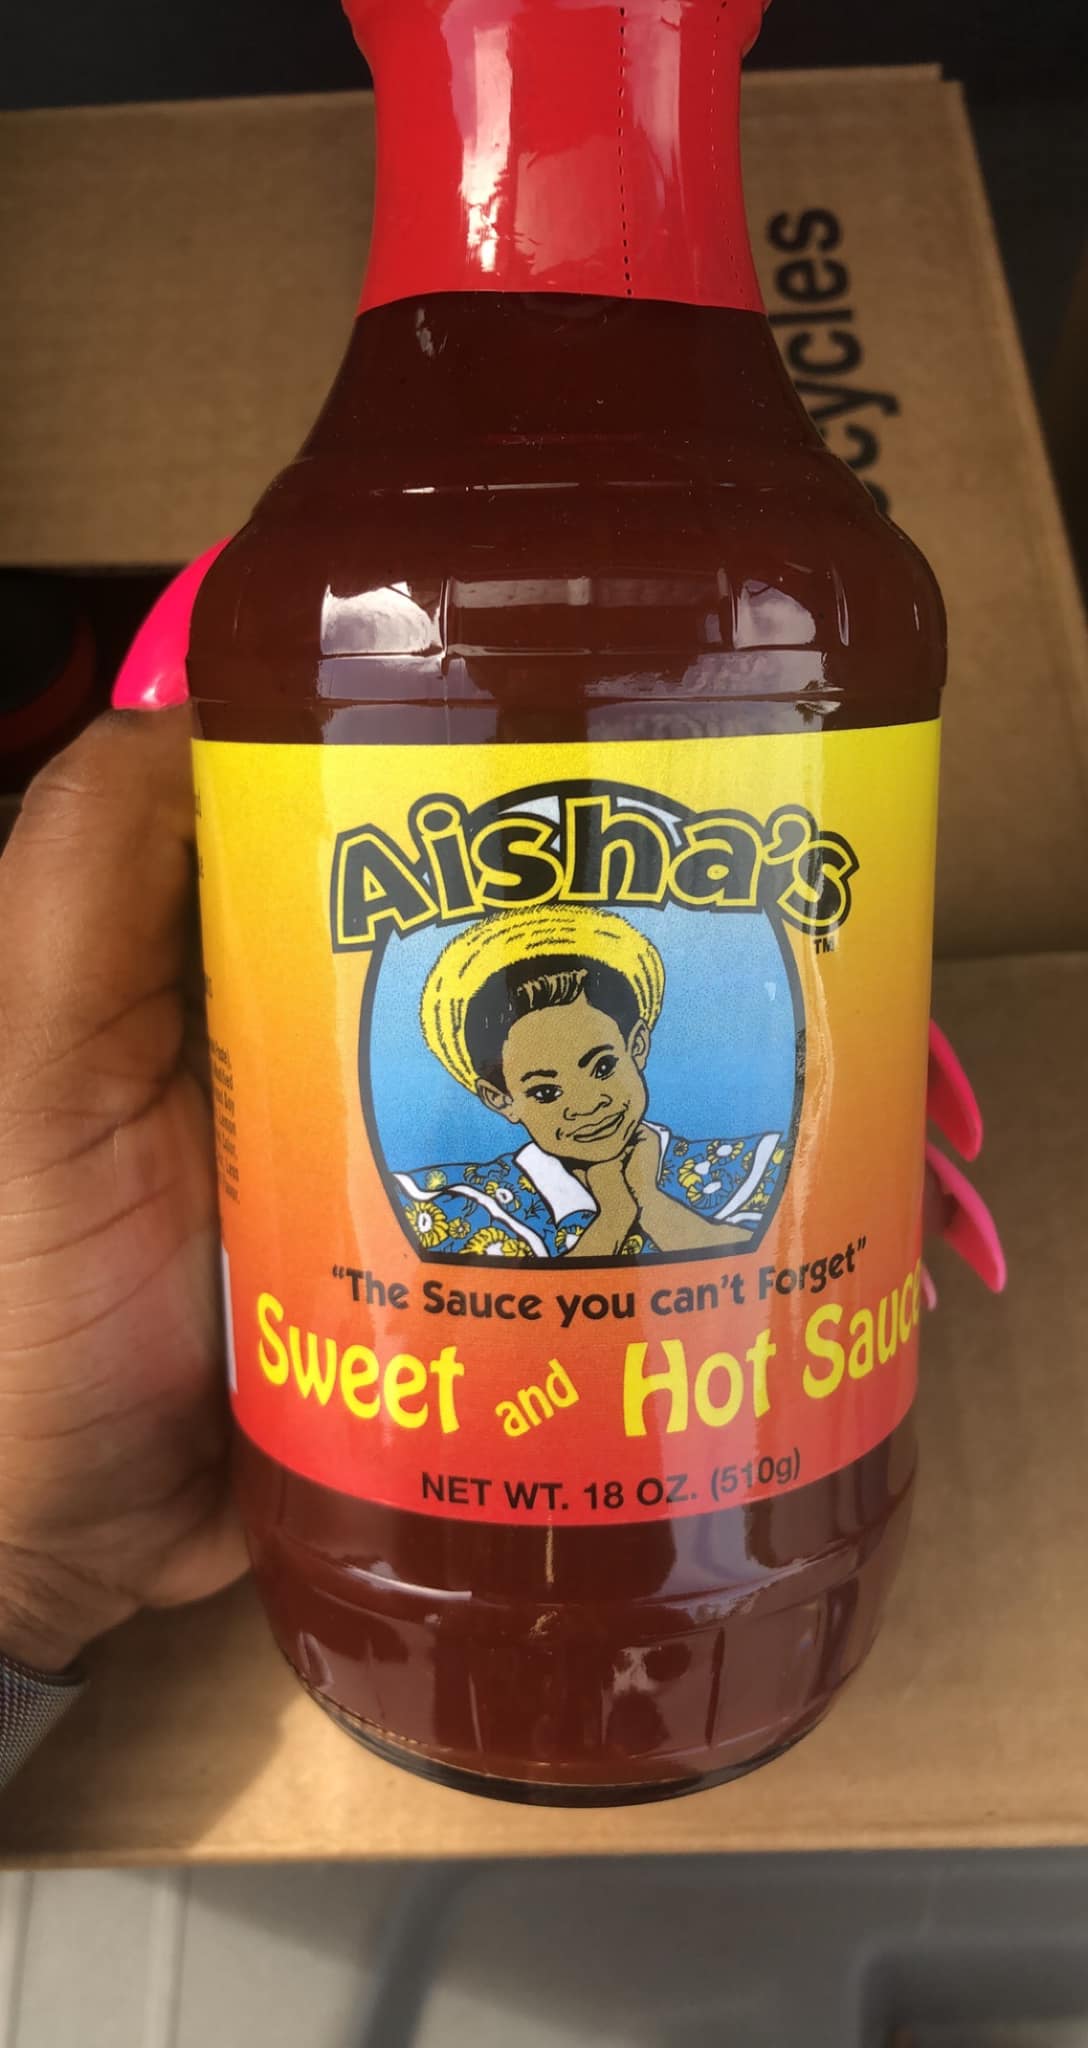 cycles
Aisha's
TM
"The Sauce you can't Forget"
Sweet and Hot Sauce
NET WT. 18 OZ. (510g)